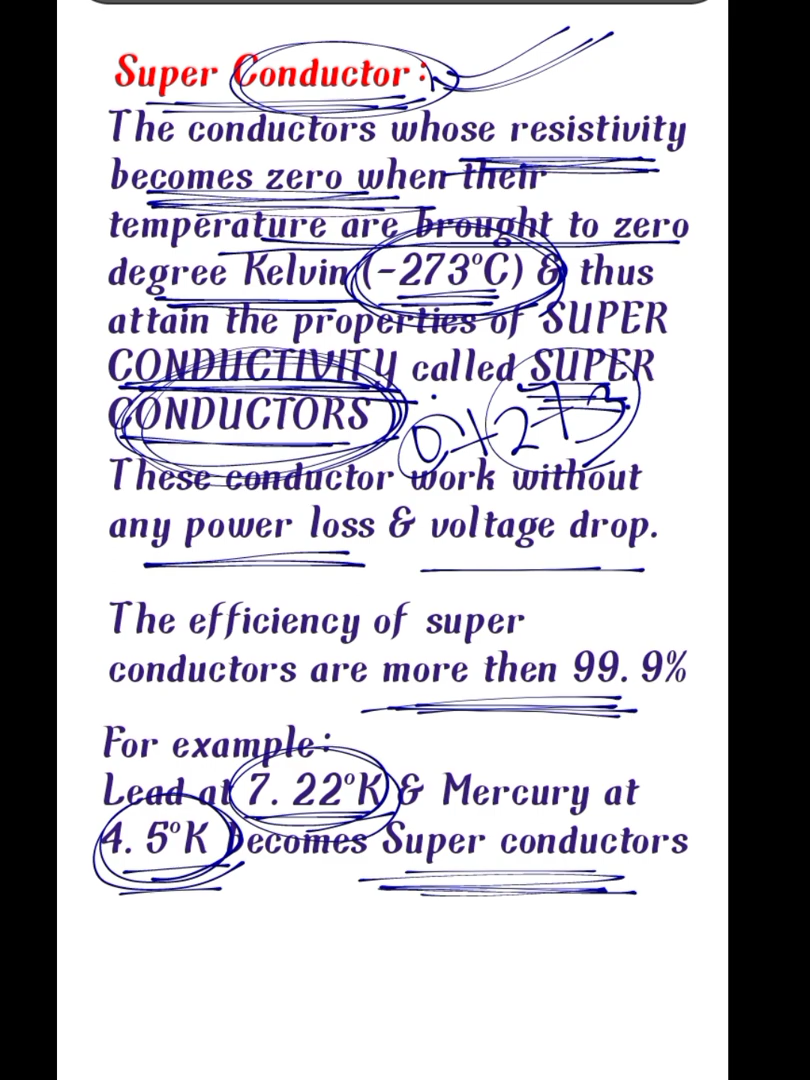 Super Conductor:
The conductors whose resistivity
becomes zero when their
temperature are brought to zero
degree Kelvin (-273°C) & thus
attain the properties of SUPER
CONDUCTIVITY called SUPER
CONDUCTORS
0+273
These conductor work without
any power loss & voltage drop.
The efficiency of super
conductors are more then 99. 9%
For example:
Lead at 7. 22°K & Mercury at
4. 5°K becomes Super conductors